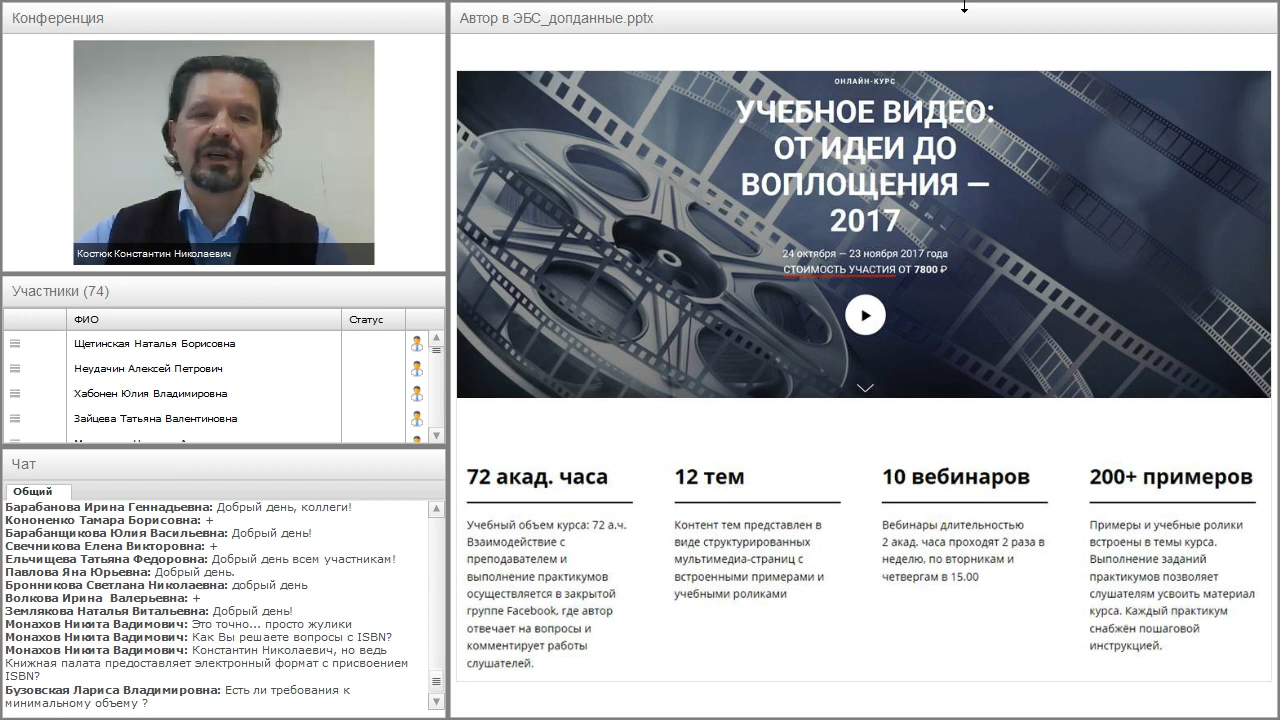 Конференция
Костюк Константин Николаевич
Участники (74)
ФИО
Статус
Щетинская Наталья Борисовна
Неудачин Алексей Петрович
Хабонен Юлия Владимировна
Зайцева Татьяна Валентиновна
Чат
Общий
Барабанова Ирина Геннадьевна: Добрый день, коллеги!
Кононенко Тамара Борисовна: +
Барабанщикова Юлия Васильевна: Добрый день!
Свечникова Елена Викторовна: +
Ельчищева Татьяна Федоровна: Добрый день всем участникам!
Павлова Яна Юрьевна: Добрый день.
Бронникова Светлана Николаевна: добрый день
Волкова Ирина  Валерьевна: +
Землякова Наталья Витальевна: Добрый день!
Монахов Никита Вадимович: Это точно... просто жулики
Монахов Никита Вадимович: Как Вы решаете вопросы с ISBN?
Монахов Никита Вадимович: Константин Николаевич, но ведь
Книжная палата предоставляет электронный формат с присвоением
ISBN?
Бузовская Лариса Владимировна: Есть ли требования к
минимальному объему ?
Автор в ЭБС_допданные.pptx
ОНЛАЙН-КУРС
УЧЕБНОЕ ВИДЕО:
ОТ ИДЕИ ДО
ВОПЛОЩЕНИЯ —
2017
24 октября — 23 ноября 2017 года
СТОИМОСТЬ УЧАСТИЯ ОТ 7800 ₽
72 акад. часа
Учебный объем курса: 72 а.ч.
Взаимодействие с
преподавателем и
выполнение практикумов
осуществляется в закрытой
группе Facebook, где автор
отвечает на вопросы и
комментирует работы
слушателей.
12 тем
Контент тем представлен в
виде структурированных
мультимедиа-страниц с
встроенными примерами и
учебными роликами
10 вебинаров
Вебинары длительностью
2 акад. часа проходят 2 раза в
неделю, по вторникам и
четвергам в 15.00
200+ примеров
Примеры и учебные ролики
встроены в темы курса.
Выполнение заданий
практикумов позволяет
слушателям усвоить материал
курса. Каждый практикум
снабжён пошаговой
инструкцией.